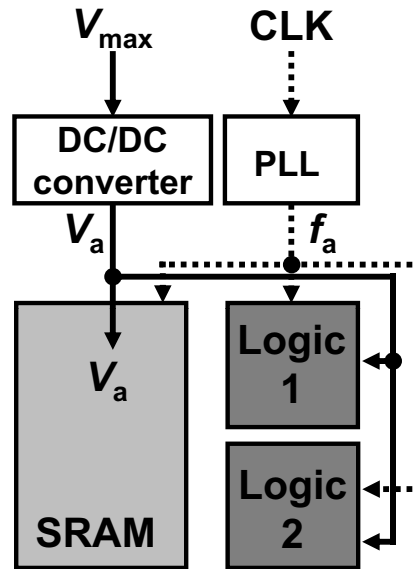 Vmax
CLK
DC/DC
converter
PLL
Va
fa
Va
Logic
1
SRAM
Logic
2